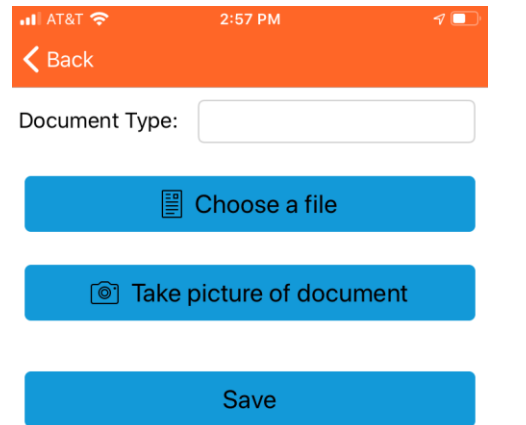 AT&T 2:57 PM
Back
Document Type:
Choose a file
Take picture of document
Save